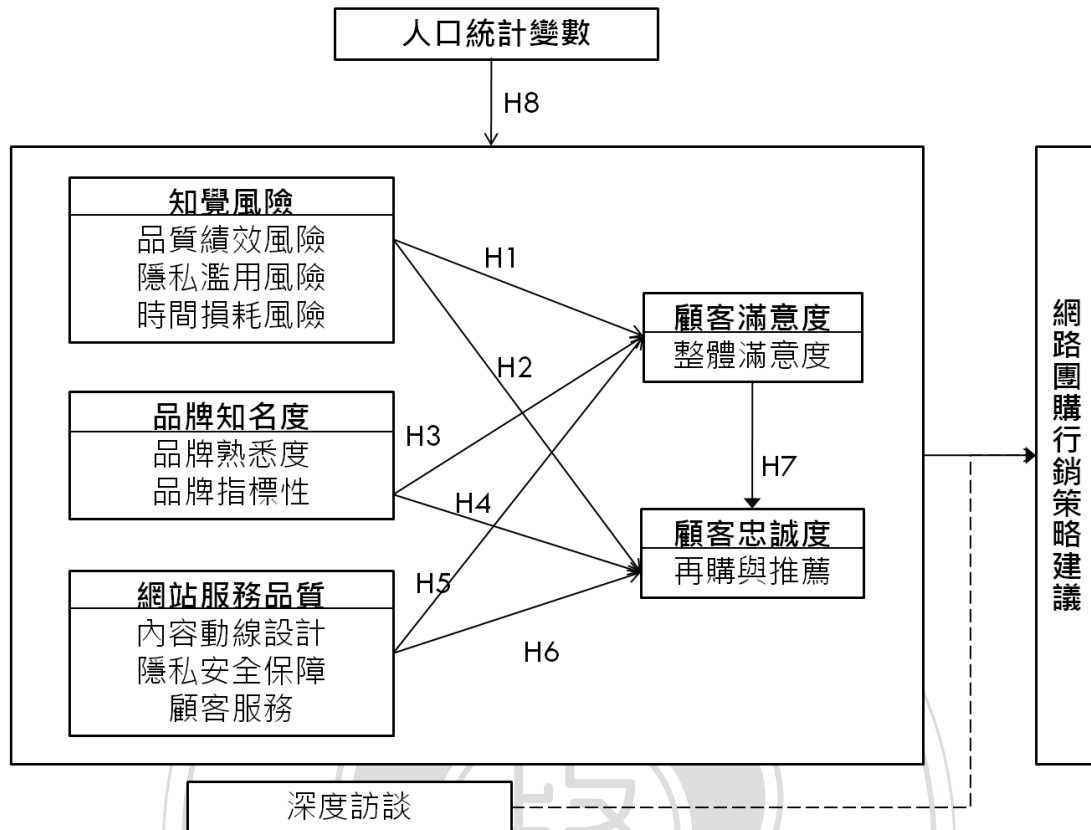 人口統計變數
H8
知覺風險
品質績效風險
隱私濫用風險
時間損耗風險
H1
H2
顧客滿意度
整體滿意度
品牌知名度
品牌熟悉度
品牌指標性
H3
H4
H7
顧客忠誠度
再購與推薦
網站服務品質
內容動線設計
隱私安全保障
顧客服務
H5
H6
網路團購行銷策略建議
深度訪談